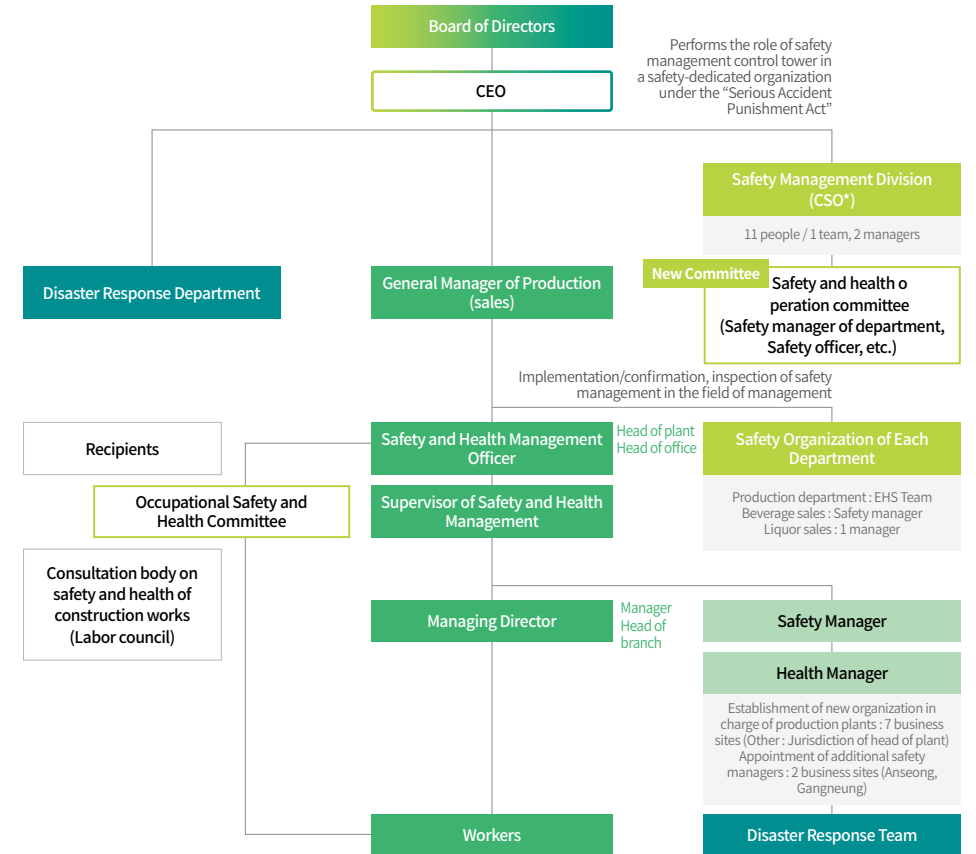 Board of Directors
Performs the role of safety
management control tower in
a safety-dedicated organization
under the “Serious Accident
Punishment Act”
CEO
Safety Management Division
(CSO*)
11 people / 1 team, 2 managers
Disaster Response Department
General Manager of Production
(sales)
New Committee
Safety and health o
peration committee
(Safety manager of department,
Safety officer, etc.)
Implementation/confirmation, inspection of safety
management in the field of management
Recipients
Safety and Health Management
Officer
Head of plant
Head of office
Safety Organization of Each
Department
Occupational Safety and
Health Committee
Supervisor of Safety and Health
Management
Production department : EHS Team
Beverage sales : Safety manager
Liquor sales : 1 manager
Consultation body on
safety and health of
construction works
(Labor council)
Managing Director
Manager
Head of
branch
Safety Manager
Health Manager
Establishment of new organization in
charge of production plants : 7 business
sites (Other : Jurisdiction of head of plant)
Appointment of additional safety
managers : 2 business sites (Anseong,
Gangneung)
Workers
Disaster Response Team